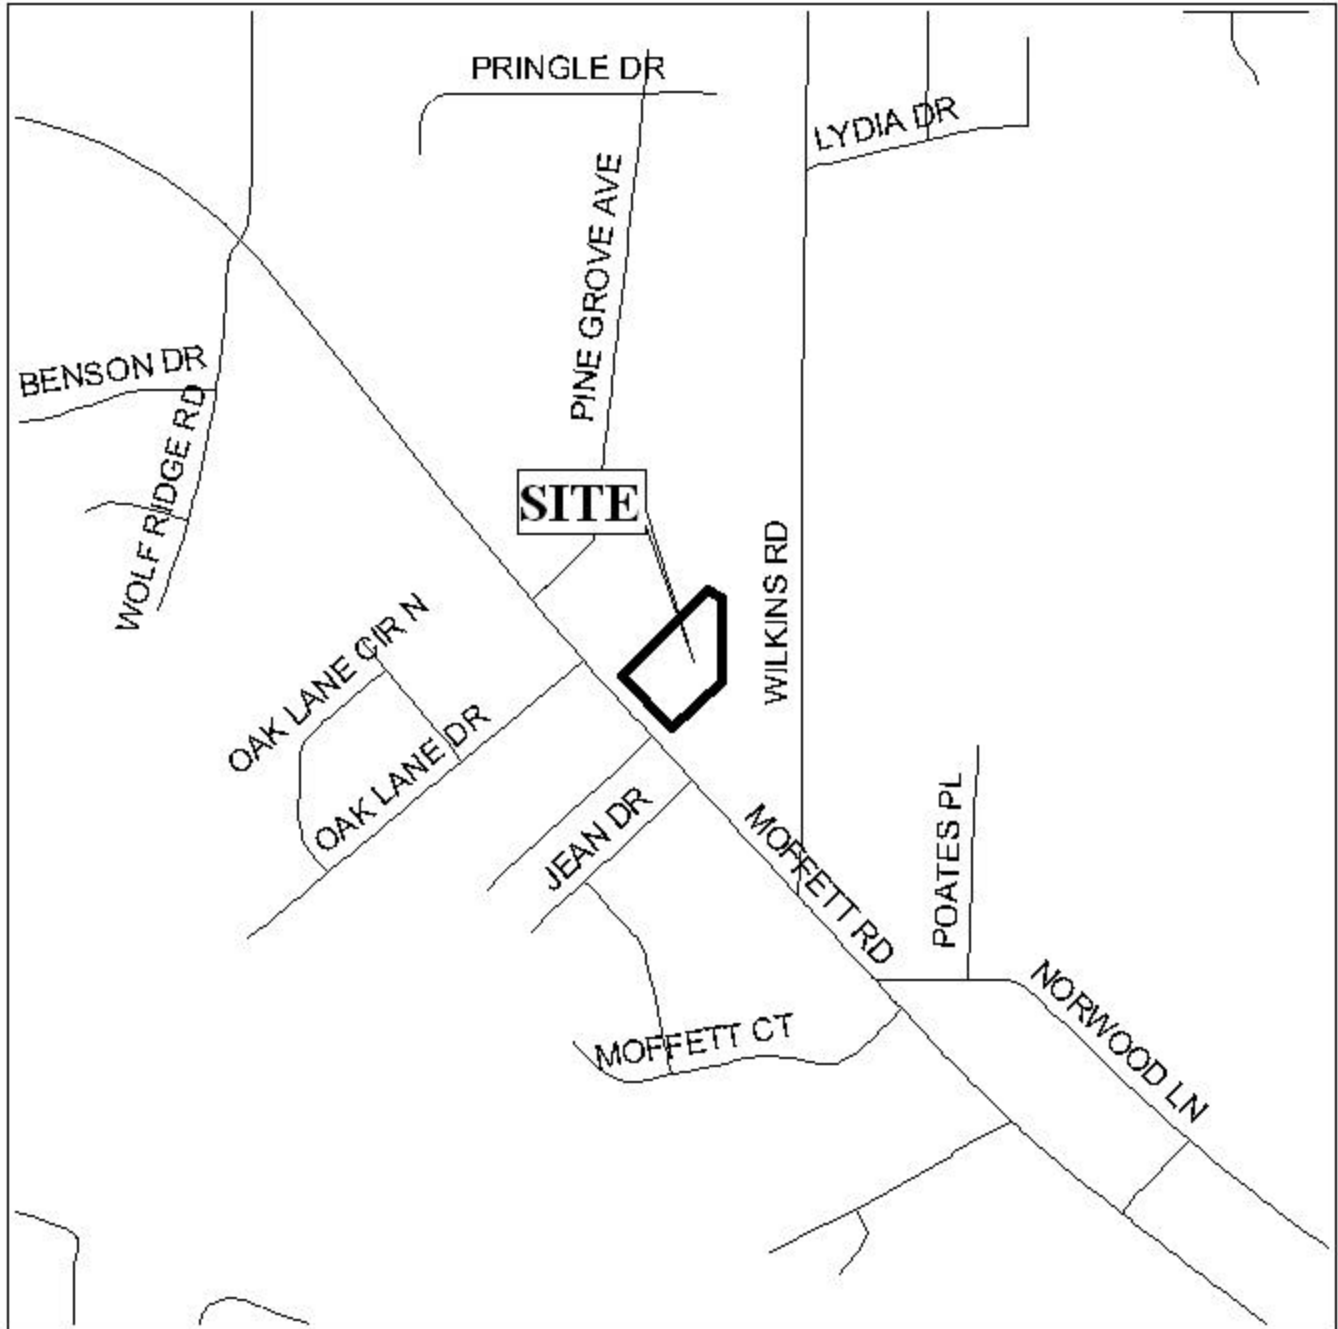 PRINGLE DR
LYDIA DR
PINE GROVE AVE
BENSON DR
WOLF RIDGE RD
SITE
WILKINS RD
OAK LANE CIR N
OAK LANE DR
JEAN DR
MOFFETT RD
POATES PL
NORWOOD LN
MOFFETT CT